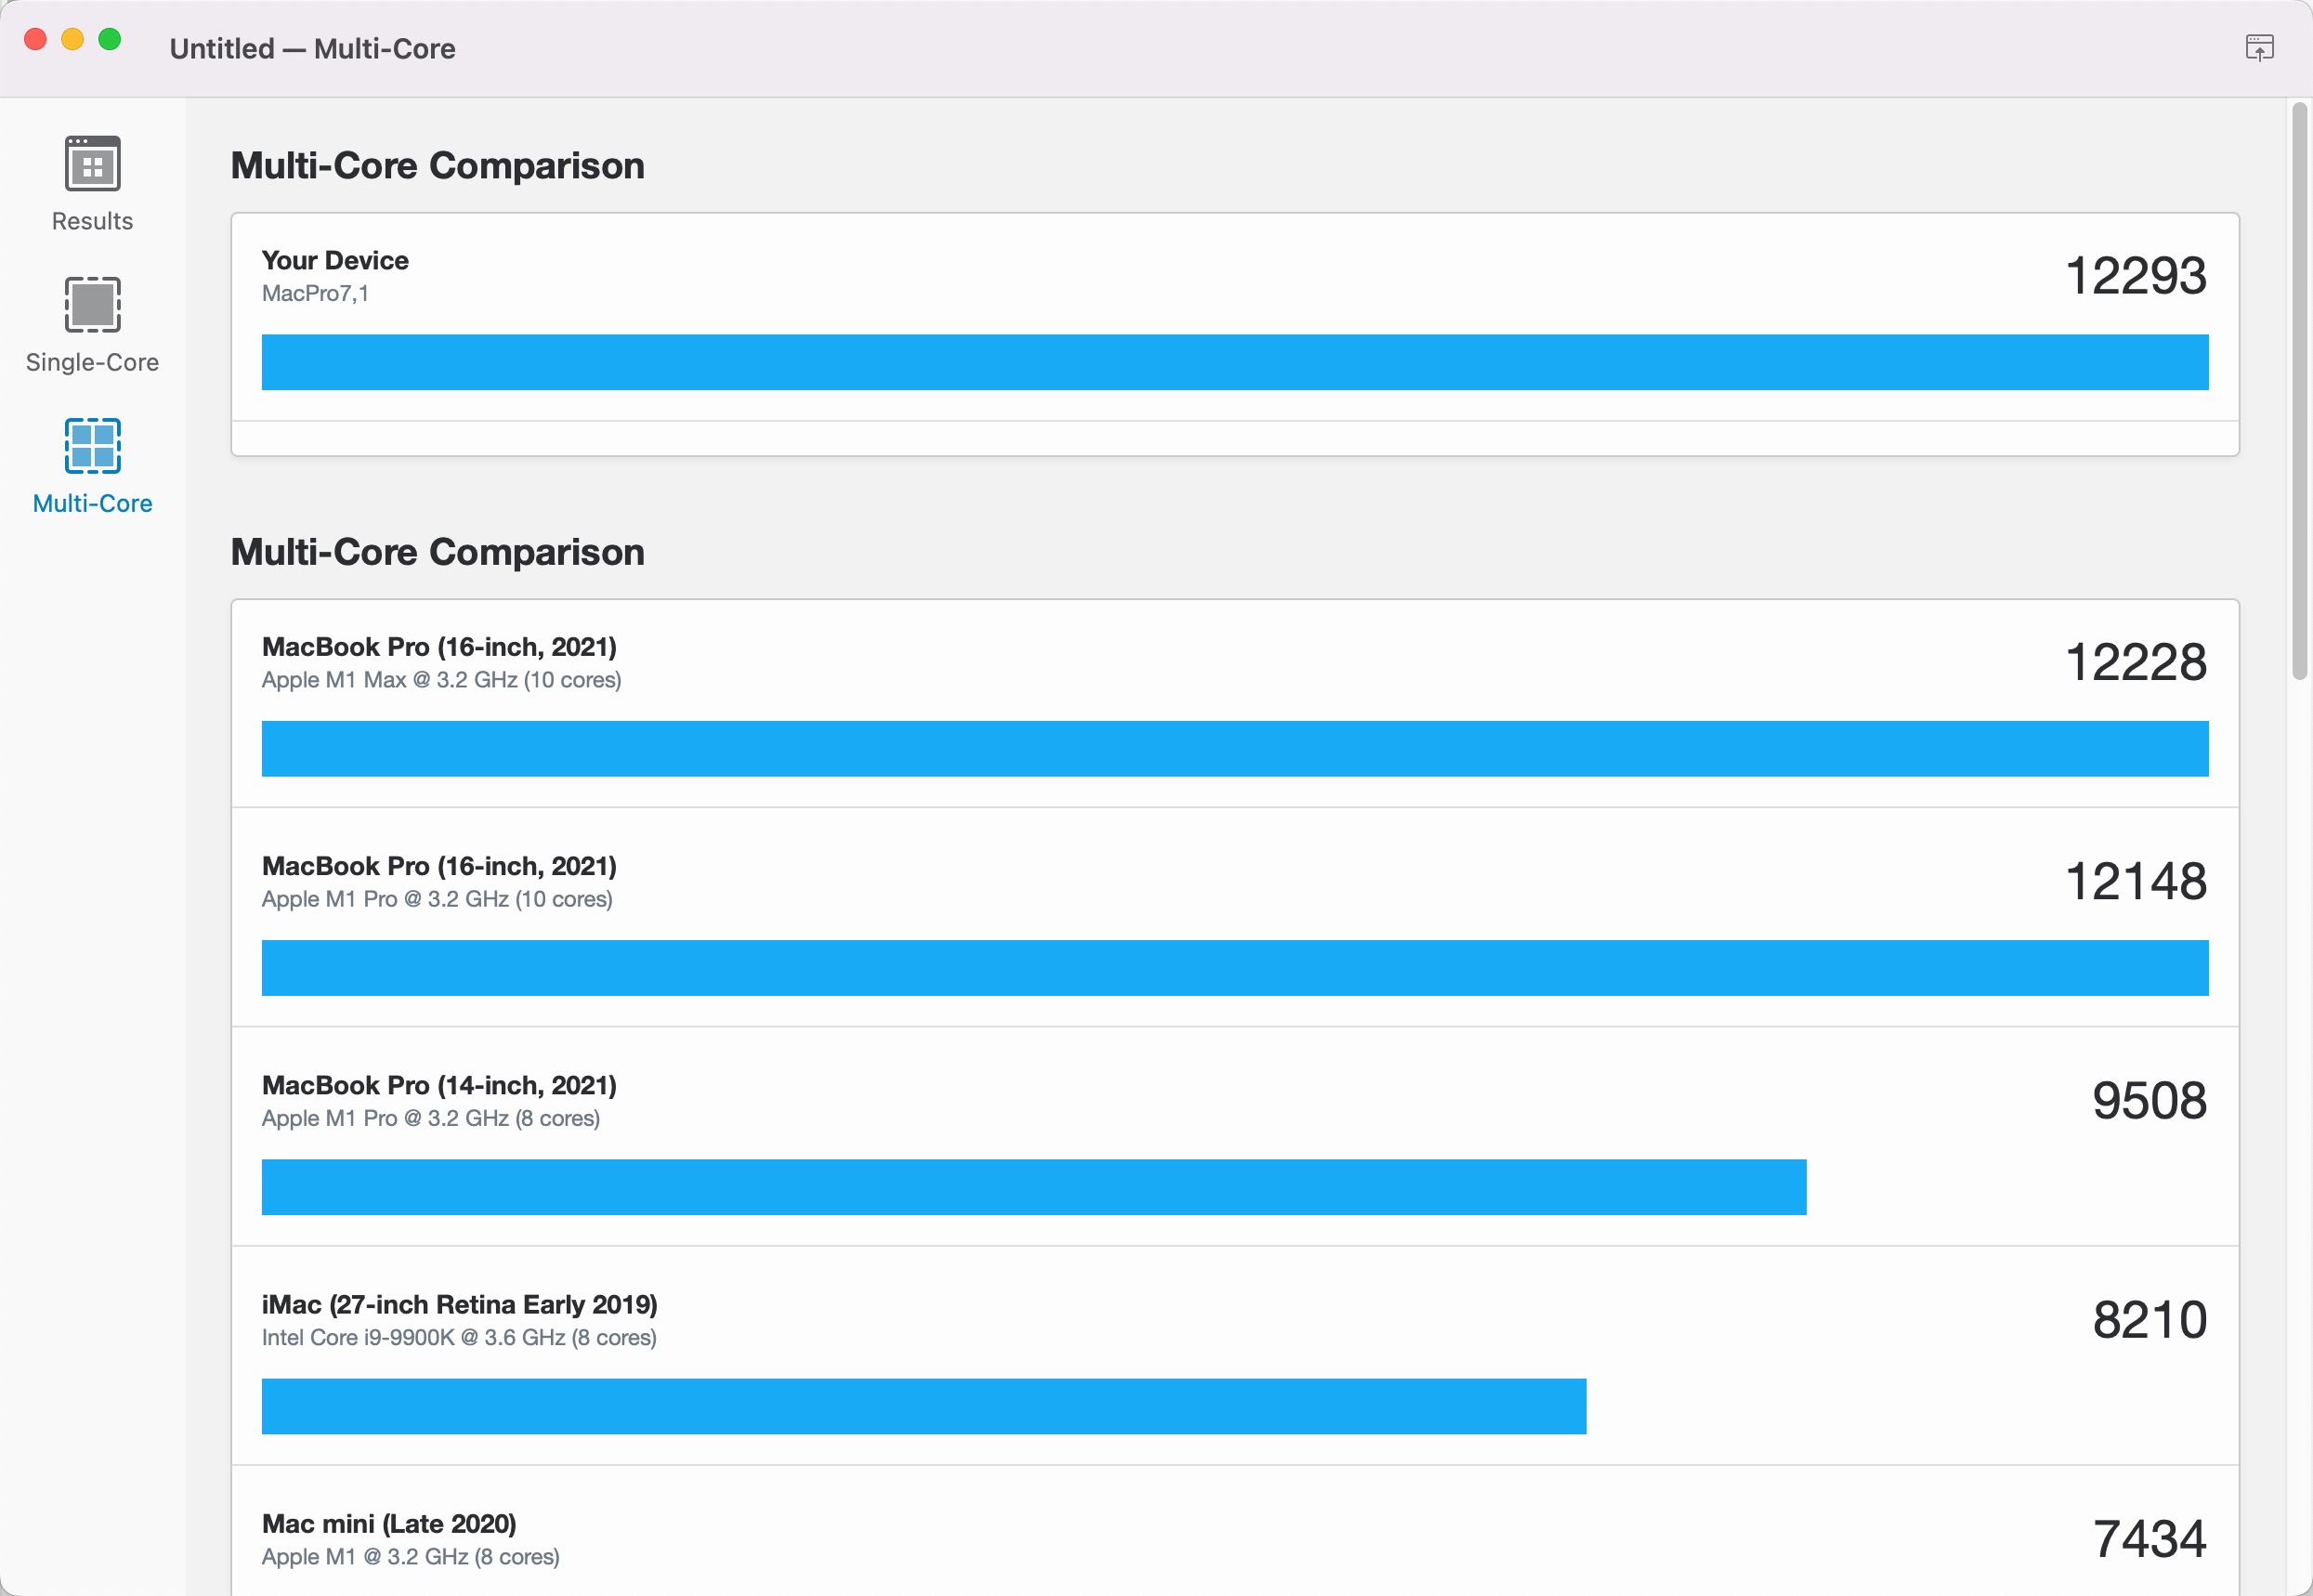 Untitled — Multi-Core
Results
Single-Core
Multi-Core
Multi-Core Comparison
Your Device
MacPro7,1
12293
Multi-Core Comparison
MacBook Pro (16-inch, 2021)
Apple M1 Max @ 3.2 GHz (10 cores)
12228
MacBook Pro (16-inch, 2021)
Apple M1 Pro @ 3.2 GHz (10 cores)
12148
MacBook Pro (14-inch, 2021)
Apple M1 Pro @ 3.2 GHz (8 cores)
9508
iMac (27-inch Retina Early 2019)
Intel Core i9-9900K @ 3.6 GHz (8 cores)
8210
Mac mini (Late 2020)
Apple M1 @ 3.2 GHz (8 cores)
7434